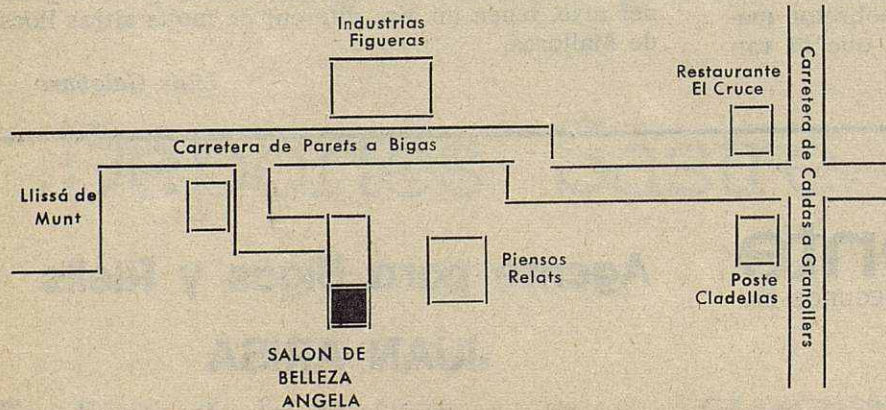 Industrias
Figueras
Restaurante
El Cruce
Carretera de Caldas a Granollers
Carretera de Parets a Bigas
Llissá de
Munt
Piensos
Relats
Poste
Cladellas
SALON DE
BELLEZA
ANGELA